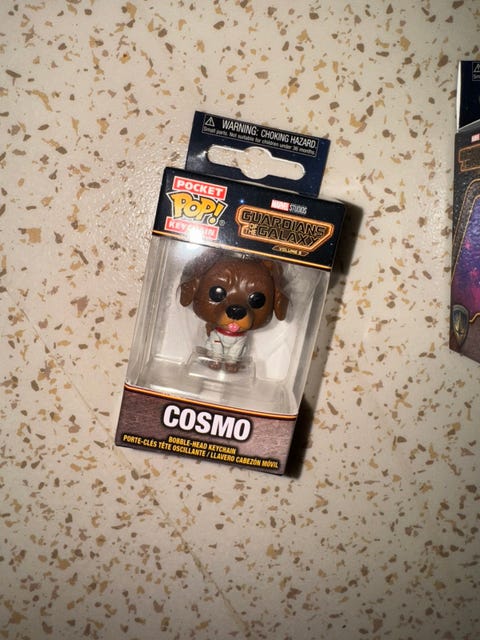 ⚠ WARNING: CHOKING HAZARD.
Small parts. Not suitable for children under 36 months.
POCKET
POP!
KEYCHAIN
MARVEL STUDIOS
GUARDIANS
OF THE
GALAXY
VOLUME 3
COSMO
BOBBLE-HEAD KEYCHAIN
PORTE-CLÉS TÊTE OSCILLANTE / LLAVERO CABEZÓN MÓVIL